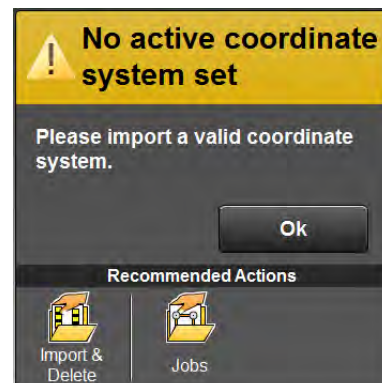 No active coordinate
system set
Please import a valid coordinate
system.
Ok
Recommended Actions
Import &
Delete
Jobs